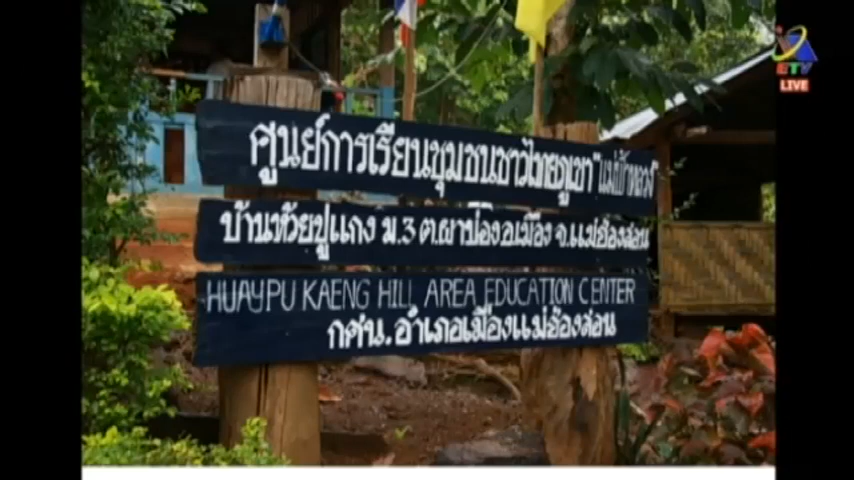 ศูนย์การเรียนชุมชนชาวไทยภูเขา "แม่ฟ้าหลวง"
บ้านห้วยปูแกง ม.3 ต.ผาบ่อง อ.เมือง จ.แม่ฮ่องสอน
HUAYPU KAENG HILL AREA EDUCATION CENTER
กศน.อำเภอเมืองแม่ฮ่องสอน
ETV
LIVE